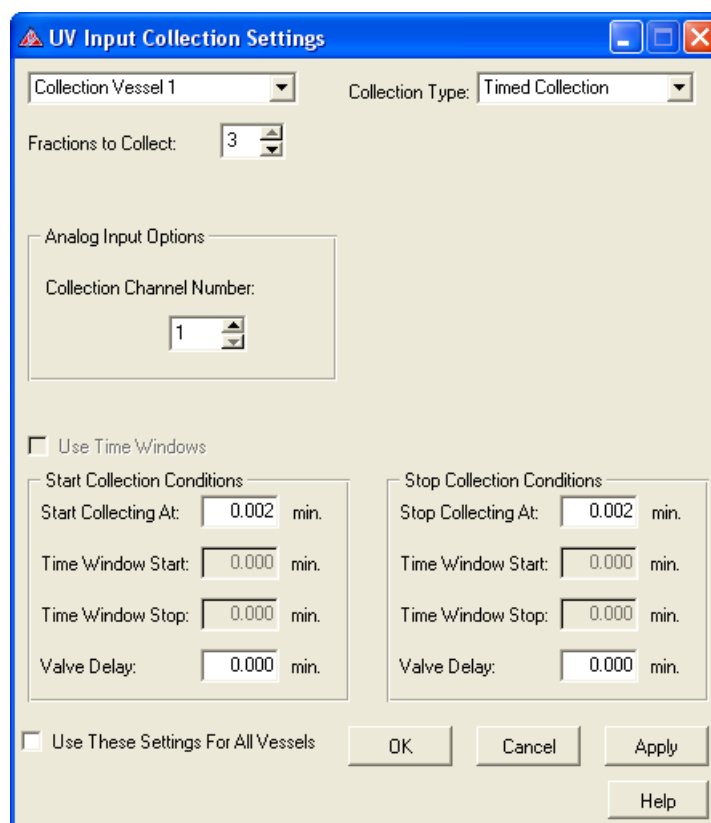 UV Input Collection Settings
Collection Vessel 1 Collection Type: Timed Collection
Fractions to Collect: 3
Analog Input Options
Collection Channel Number:
1
Use Time Windows
Start Collection Conditions
Start Collecting At: 0.002 min.
Time Window Start: 0.000 min.
Time Window Stop: 0.000 min.
Valve Delay: 0.000 min.
Stop Collection Conditions
Stop Collecting At: 0.002 min.
Time Window Start: 0.000 min.
Time Window Stop: 0.000 min.
Valve Delay: 0.000 min.
Use These Settings For All Vessels OK Cancel Apply
Help